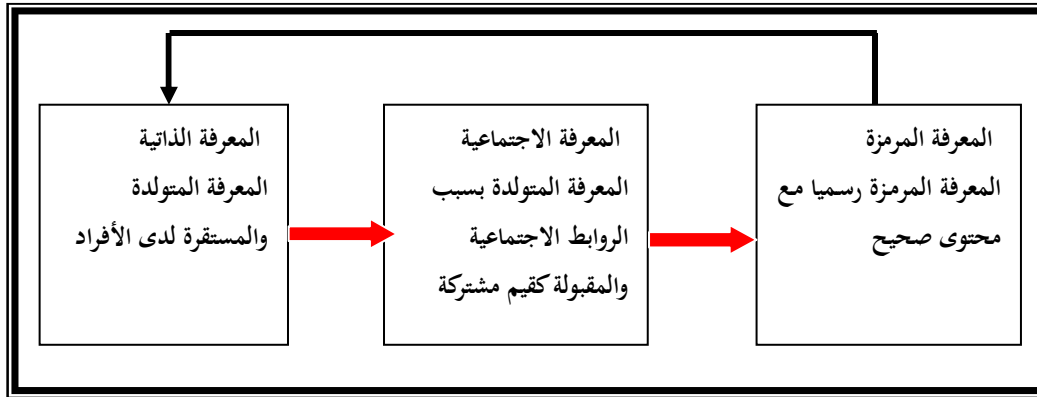 المعرفة المرمزة
المعرفة المرمزة رسميا مع
محتوى صحيح
المعرفة الاجتماعية
المعرفة المتولدة بسبب
الروابط الاجتماعية
والمقبولة كقيم مشتركة
المعرفة الذاتية
المعرفة المتولدة
والمستقرة لدى الأفراد